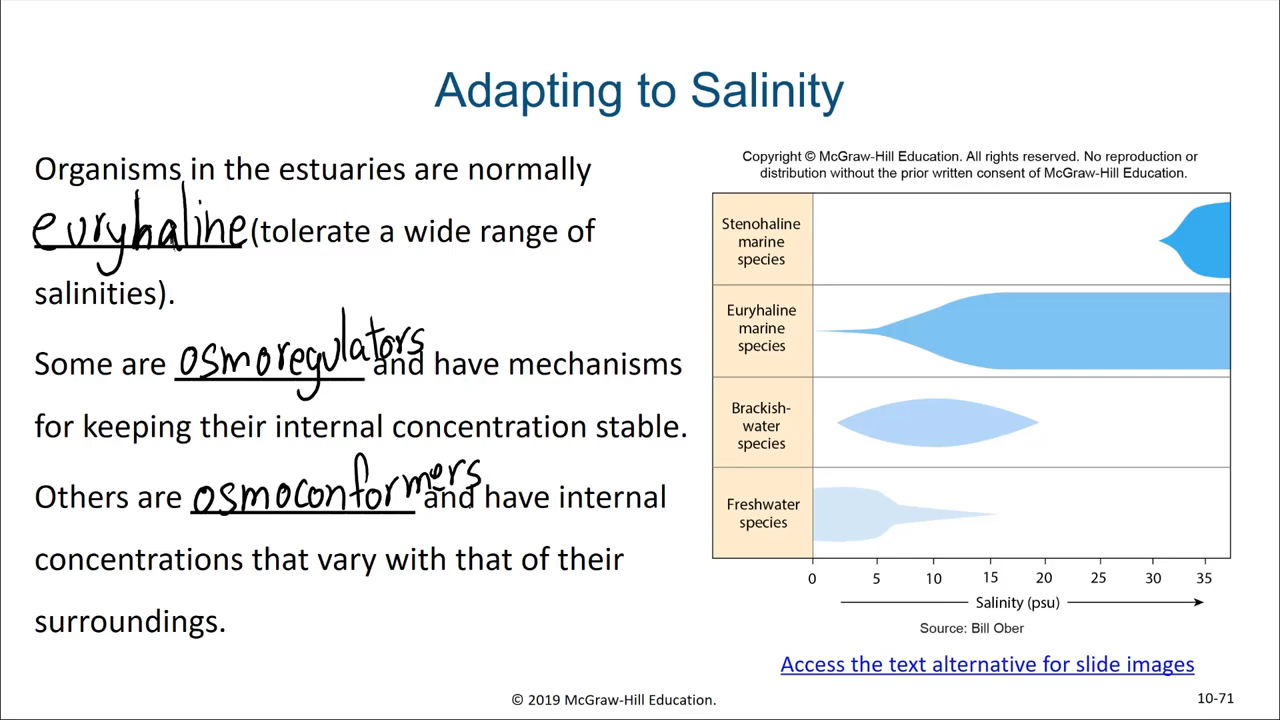 Adapting to Salinity
Organisms in the estuaries are normally
euryhaline (tolerate a wide range of
salinities).
Some are osmoregulators and have mechanisms
for keeping their internal concentration stable.
Others are osmoconformers and have internal
concentrations that vary with that of their
surroundings.
Copyright © McGraw-Hill Education. All rights reserved. No reproduction or
distribution without the prior written consent of McGraw-Hill Education.
Stenohaline
marine
species
Euryhaline
marine
species
Brackish-
water
species
Freshwater
species
0 5 10 15 20 25 30 35
Salinity (psu)
Source: Bill Ober
Access the text alternative for slide images
© 2019 McGraw-Hill Education.
10-71